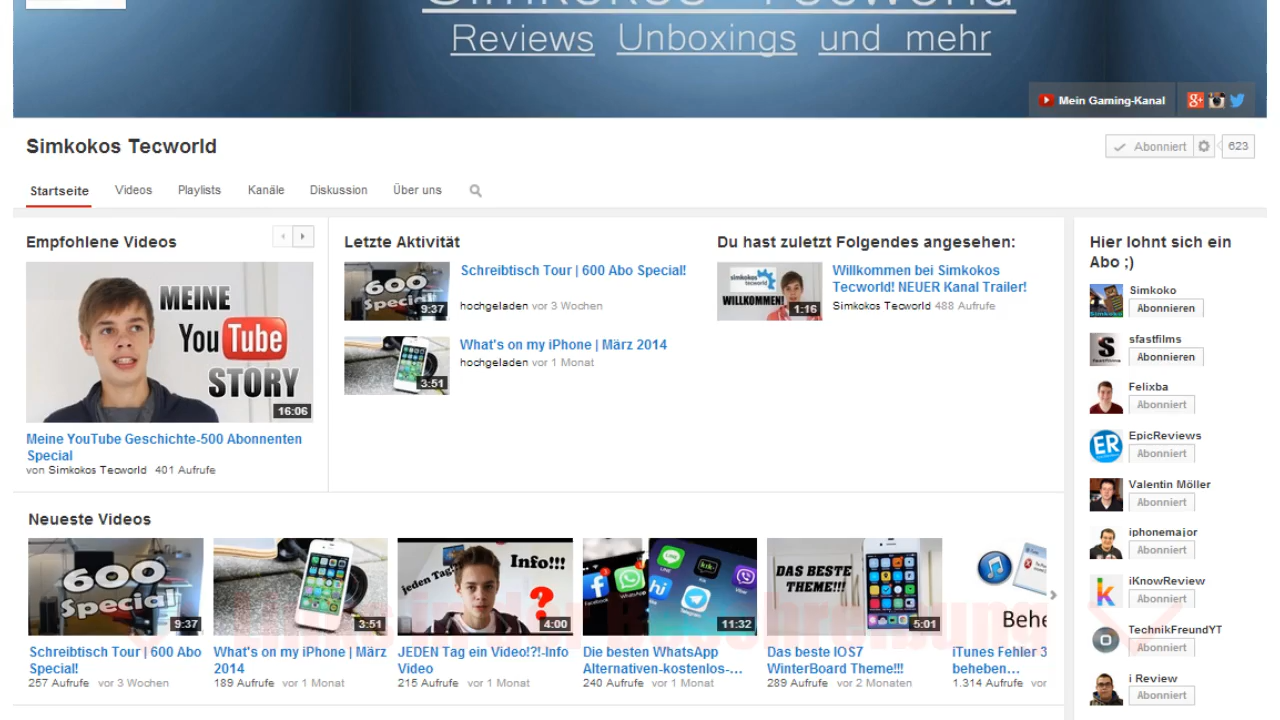 Simkokos Tecworld
Reviews Unboxings und mehr
Mein Gaming-Kanal
Simkokos Tecworld
Abonniert 623
Startseite Videos Playlists Kanäle Diskussion Über uns
Empfohlene Videos
MEINE
YouTube
STORY
16:06
Meine YouTube Geschichte-500 Abonnenten
Special
von Simkokos Tecworld 401 Aufrufe
Letzte Aktivität
600
Special
9:37
Schreibtisch Tour | 600 Abo Special!
hochgeladen vor 3 Wochen
3:51
What's on my iPhone | März 2014
hochgeladen vor 1 Monat
Du hast zuletzt Folgendes angesehen:
simkokos
tecworld
WILLKOMMEN!
1:16
Willkommen bei Simkokos
Tecworld! NEUER Kanal Trailer!
Simkokos Tecworld 488 Aufrufe
Hier lohnt sich ein
Abo ;)
Simkoko
Abonnieren
sfastfilms
Abonnieren
Felixba
Abonniert
ER
EpicReviews
Abonniert
Valentin Möller
Abonniert
iphonemajor
Abonniert
iKnowReview
Abonniert
TechnikFreundYT
Abonniert
i Review
Abonniert
Neueste Videos
600
Special
9:37
Schreibtisch Tour | 600 Abo
Special!
257 Aufrufe vor 3 Wochen
3:51
What's on my iPhone | März
2014
189 Aufrufe vor 1 Monat
jeden Tag
Info!!!
?
4:00
JEDEN Tag ein Video!?!-Info
Video
215 Aufrufe vor 1 Monat
11:32
Die besten WhatsApp
Alternativen-kostenlos-...
240 Aufrufe vor 1 Monat
DAS BESTE
THEME!!!
5:01
Das beste IOS7
WinterBoard Theme!!!
289 Aufrufe vor 2 Monaten
Behe
iTunes Fehler 3
beheben...
1.314 Aufrufe vor